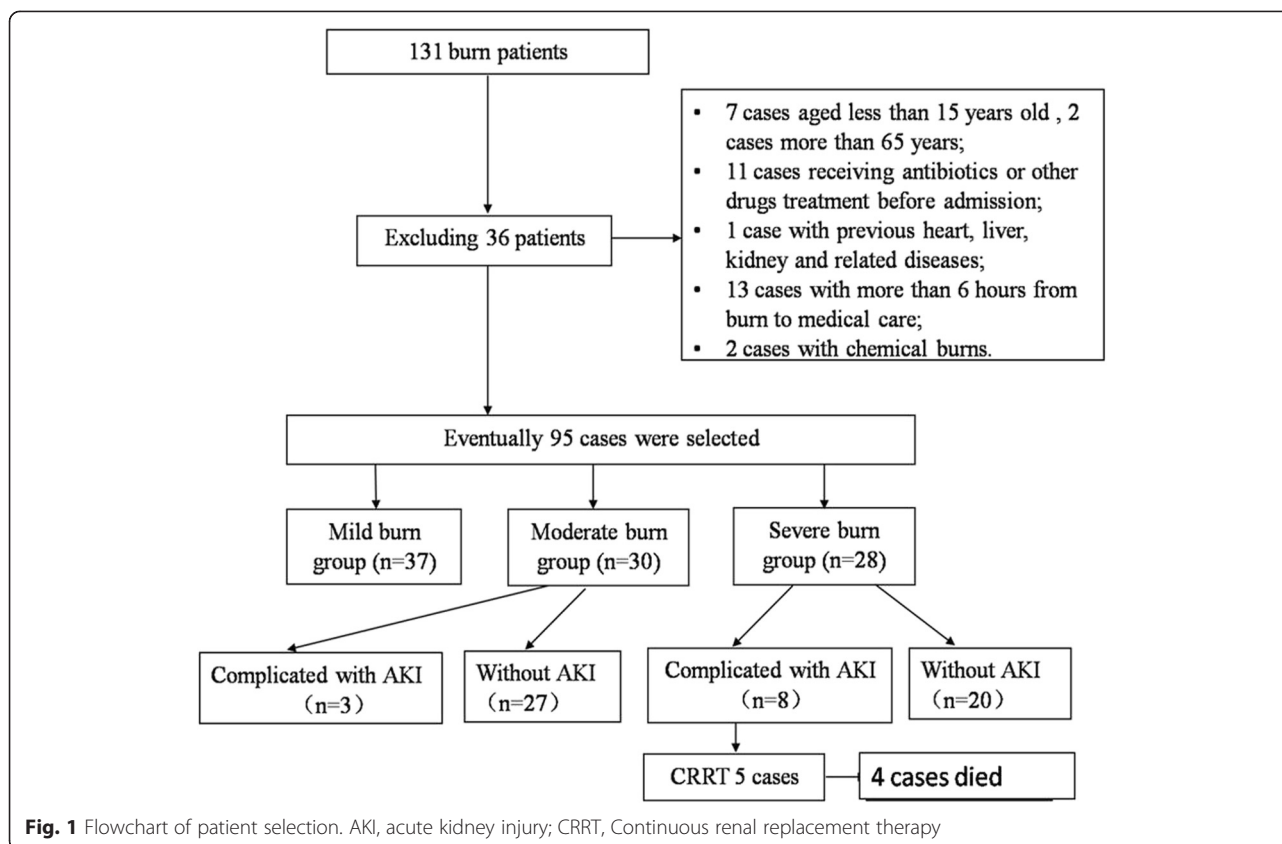 131 burn patients
▪ 7 cases aged less than 15 years old , 2
cases more than 65 years;
▪ 11 cases receiving antibiotics or other
drugs treatment before admission;
▪ 1 case with previous heart, liver,
kidney and related diseases;
▪ 13 cases with more than 6 hours from
burn to medical care;
▪ 2 cases with chemical burns.
Excluding 36 patients
Eventually 95 cases were selected
Mild burn
group (n=37)
Moderate burn
group (n=30)
Severe burn
group (n=28)
Complicated with AKI
（n=3）
Without AKI
（n=27）
Complicated with AKI
（n=8）
Without AKI
（n=20）
CRRT 5 cases
4 cases died
Fig. 1 Flowchart of patient selection. AKI, acute kidney injury; CRRT, Continuous renal replacement therapy